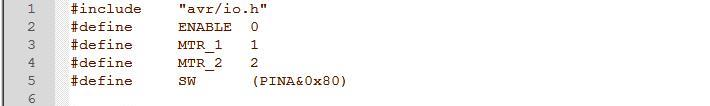 1 #include "avr/io.h"
2 #define ENABLE 0
3 #define MTR_1 1
4 #define MTR_2 2
5 #define SW (PINA&0x80)
6